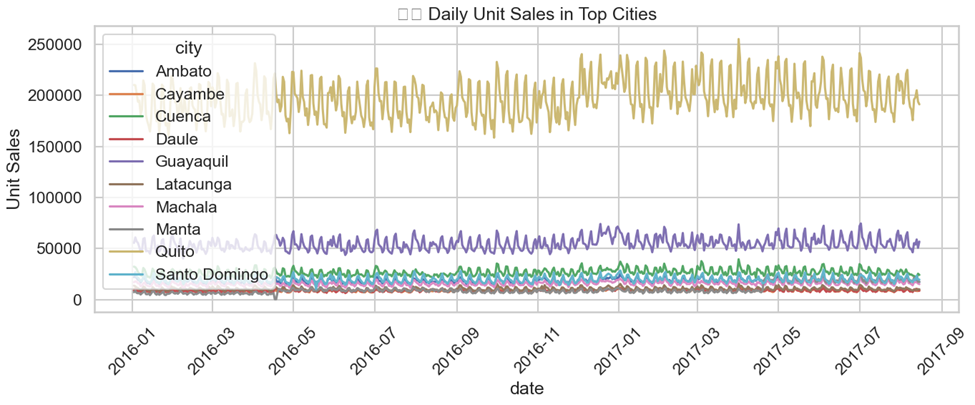 Daily Unit Sales in Top Cities
Unit Sales
250000
200000
150000
100000
50000
0
city
Ambato
Cayambe
Cuenca
Daule
Guayaquil
Latacunga
Machala
Manta
Quito
Santo Domingo
2016-01
2016-03
2016-05
2016-07
2016-09
2016-11
2017-01
2017-03
2017-05
2017-07
2017-09
date